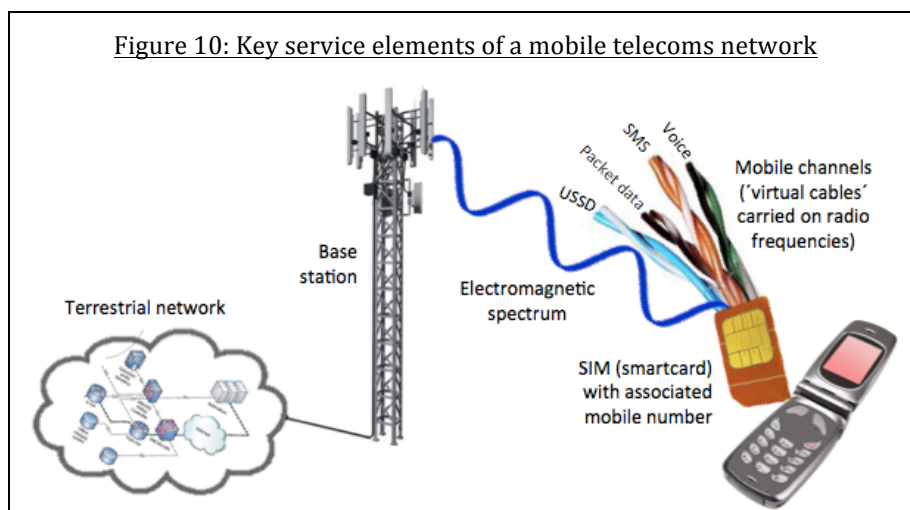 Figure 10: Key service elements of a mobile telecoms network
Voice
SMS
Packet data
USSD
Mobile channels
(‘virtual cables’
carried on radio
frequencies)
Base
station
Electromagnetic
spectrum
Terrestrial network
SIM (smartcard)
with associated
mobile number